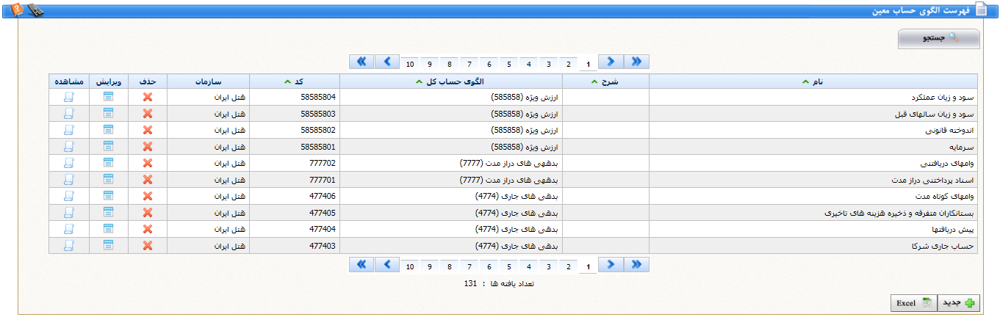 فهرست الگوی حساب معین
جستجو
1 2 3 4 5 6 7 8 9 10
نام شرح الگوی حساب کل کد سازمان حذف ویرایش مشاهده
سود و زیان عملکرد ارزش ویژه (585858) 58585804 هتل ایران
سود و زیان سالهای قبل ارزش ویژه (585858) 58585803 هتل ایران
اندوخته قانونی ارزش ویژه (585858) 58585802 هتل ایران
سرمایه ارزش ویژه (585858) 58585801 هتل ایران
وامهای دریافتنی بدههی های دراز مدت (7777) 777702 هتل ایران
اسناد پرداختنی دراز مدت بدههی های دراز مدت (7777) 777701 هتل ایران
وامهای کوتاه مدت بدهی های جاری (4774) 477406 هتل ایران
بستانکاران متفرقه و ذخیره هزینه های تاخیری بدهی های جاری (4774) 477405 هتل ایران
پیش دریافتها بدهی های جاری (4774) 477404 هتل ایران
حساب جاری شرکا بدهی های جاری (4774) 477403 هتل ایران
1 2 3 4 5 6 7 8 9 10
تعداد یافته ها : 131
جدید Excel